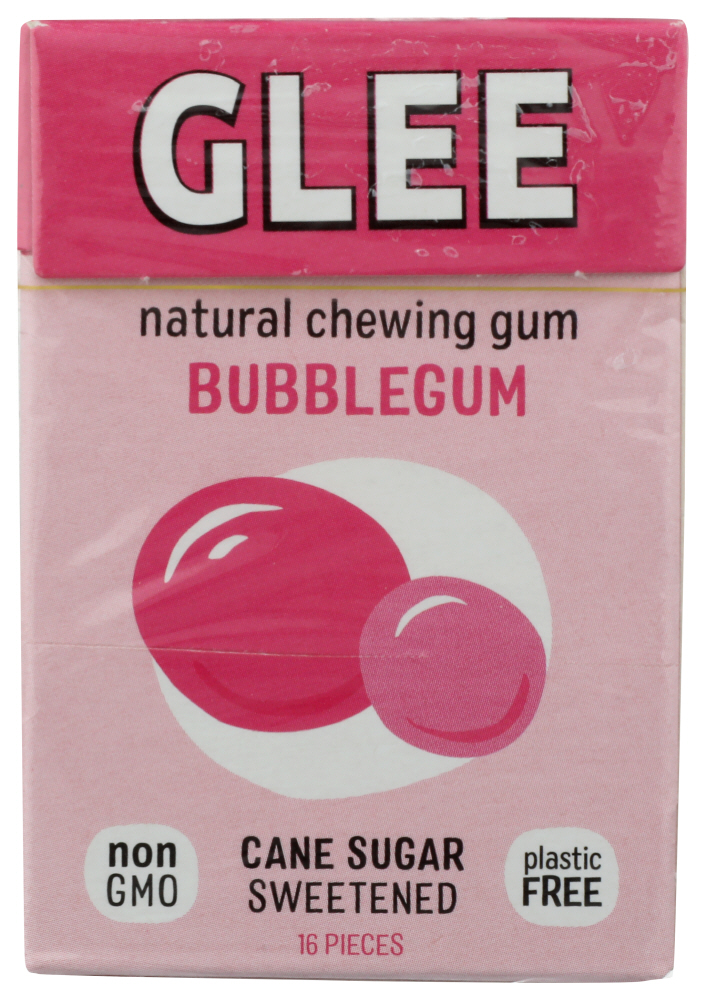 GLEE
natural chewing gum
BUBBLEGUM
non
GMO
CANE SUGAR
SWEETENED
plastic
FREE
16 PIECES